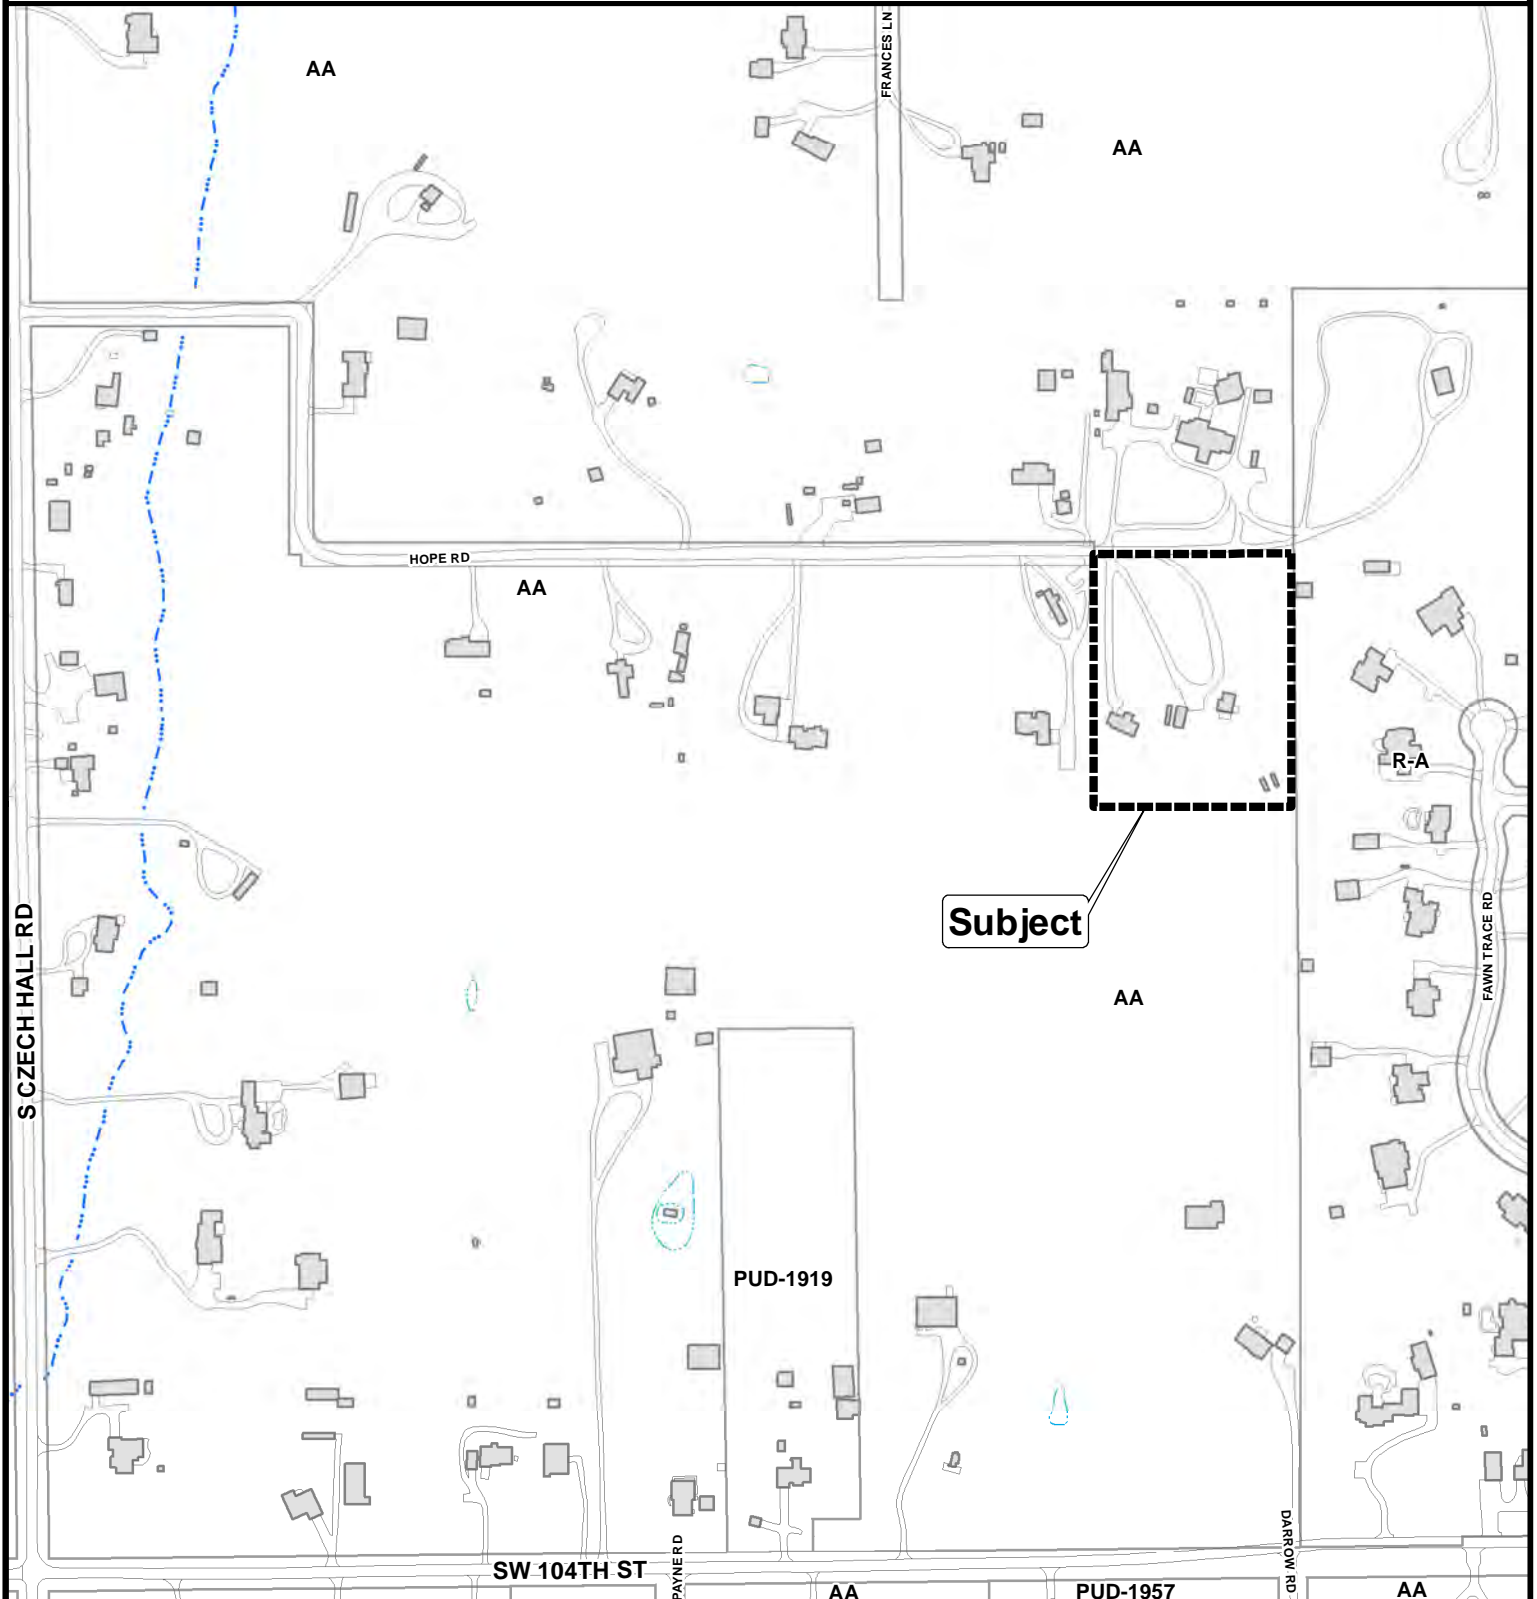 FRANCES LN
AA
AA
HOPE RD
AA
R-A
Subject
S CZECH HALL RD
FAWN TRACE RD
AA
PUD-1919
DARROW RD
PAYNE RD
SW 104TH ST
AA
PUD-1957
AA